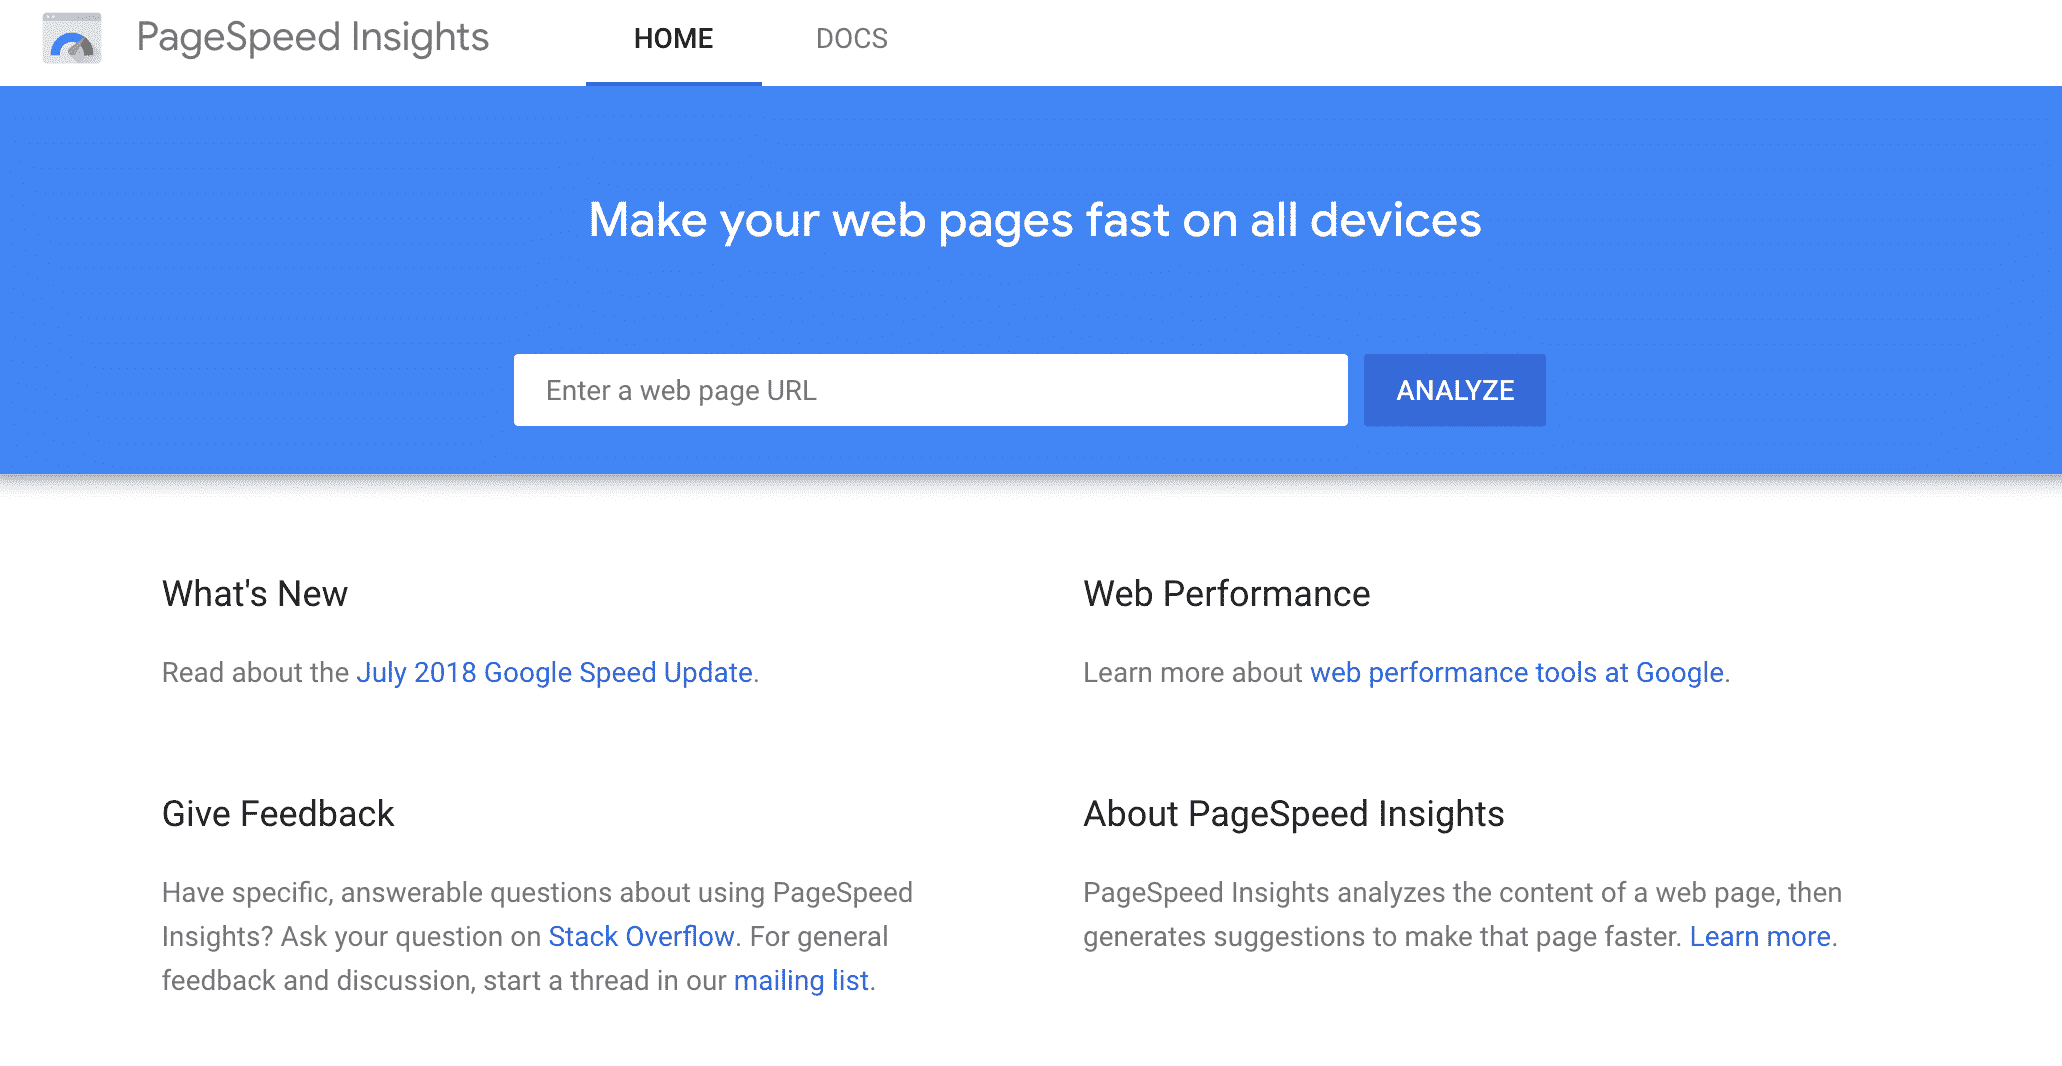 PageSpeed Insights
HOME
DOCS
Make your web pages fast on all devices
Enter a web page URL
ANALYZE
What's New
Read about the July 2018 Google Speed Update.
Web Performance
Learn more about web performance tools at Google.
Give Feedback
Have specific, answerable questions about using PageSpeed
Insights? Ask your question on Stack Overflow. For general
feedback and discussion, start a thread in our mailing list.
About PageSpeed Insights
PageSpeed Insights analyzes the content of a web page, then
generates suggestions to make that page faster. Learn more.